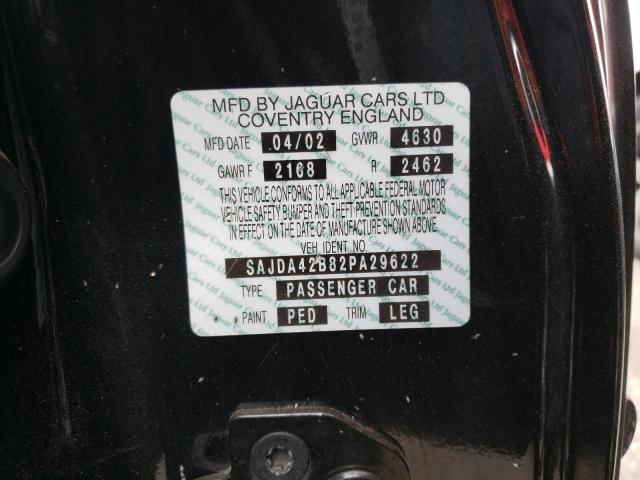 MFD BY JAGUAR CARS LTD
COVENTRY ENGLAND
MFD DATE 04/02 GVWR 4630
GAWR F 2168 R 2462
THIS VEHICLE CONFORMS TO ALL APPLICABLE FEDERAL MOTOR
VEHICLE SAFETY BUMPER AND THEFT PREVENTION STANDARDS
IN EFFECT ON THE DATE OF MANUFACTURE SHOWN ABOVE.
VEH IDENT NO.
SAJDA42B82PA29622
TYPE PASSENGER CAR
PAINT PED TRIM LEG